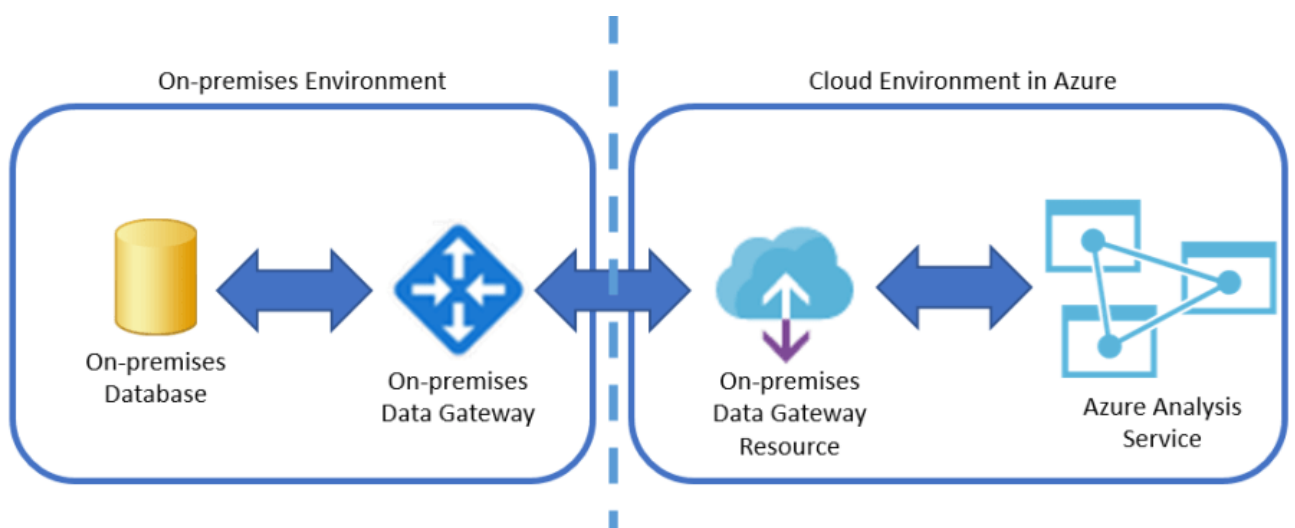 On-premises Environment
Cloud Environment in Azure
On-premises
Database
On-premises
Data Gateway
On-premises
Data Gateway
Resource
Azure Analysis
Service